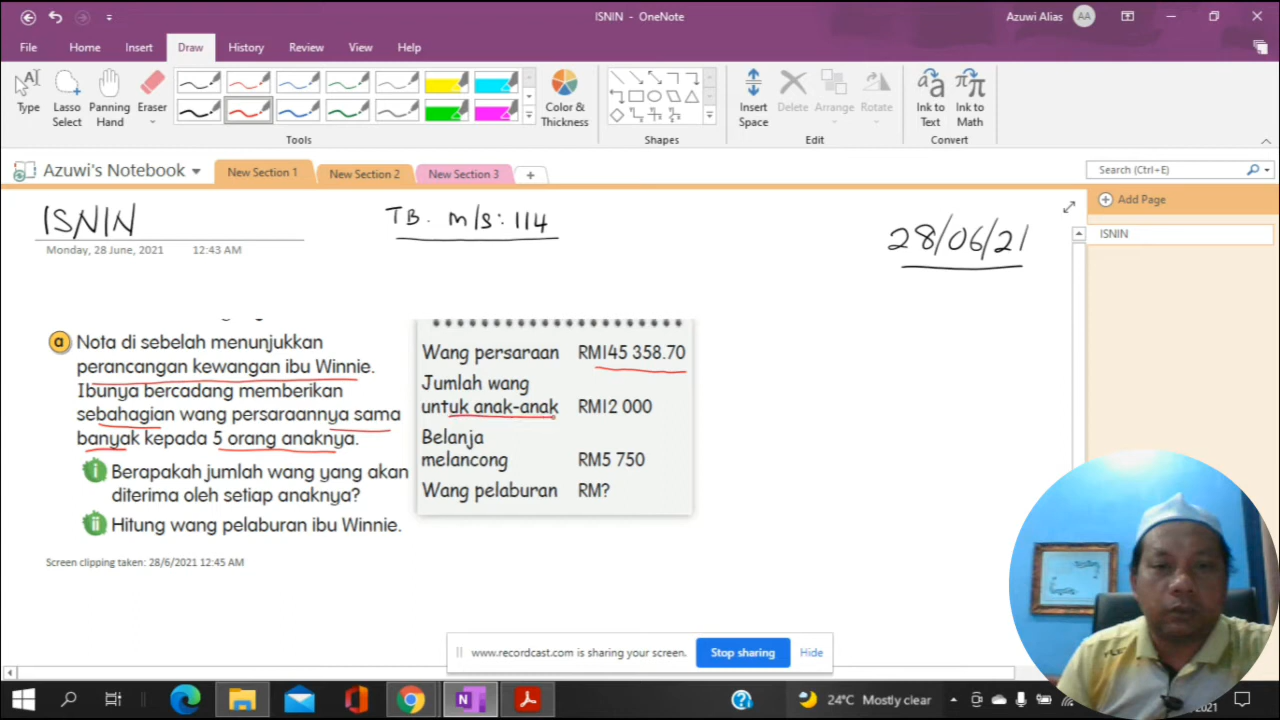 ISNIN - OneNote
Azuwi Alias AA
File Home Insert Draw History Review View Help
Type Lasso Select Panning Hand Eraser Color & Thickness Insert Space Delete Arrange Rotate Ink to Text Ink to Math
Tools Shapes Edit Convert
Azuwi's Notebook New Section 1 New Section 2 New Section 3 + Search (Ctrl+E)
Add Page
ISNIN
ISNIN
TB. m/s: 114
28/06/21
Monday, 28 June, 2021 12:43 AM
a Nota di sebelah menunjukkan
perancangan kewangan ibu Winnie.
Ibunya bercadang memberikan
sebahagian wang persaraannya sama
banyak kepada 5 orang anaknya.
i Berapakah jumlah wang yang akan
diterima oleh setiap anaknya?
ii Hitung wang pelaburan ibu Winnie.
Wang persaraan RM145 358.70
Jumlah wang
untuk anak-anak RM12 000
Belanja
melancong RM5 750
Wang pelaburan RM?
Screen clipping taken: 28/6/2021 12:45 AM
www.recordcast.com is sharing your screen. Stop sharing Hide
24°C Mostly clear